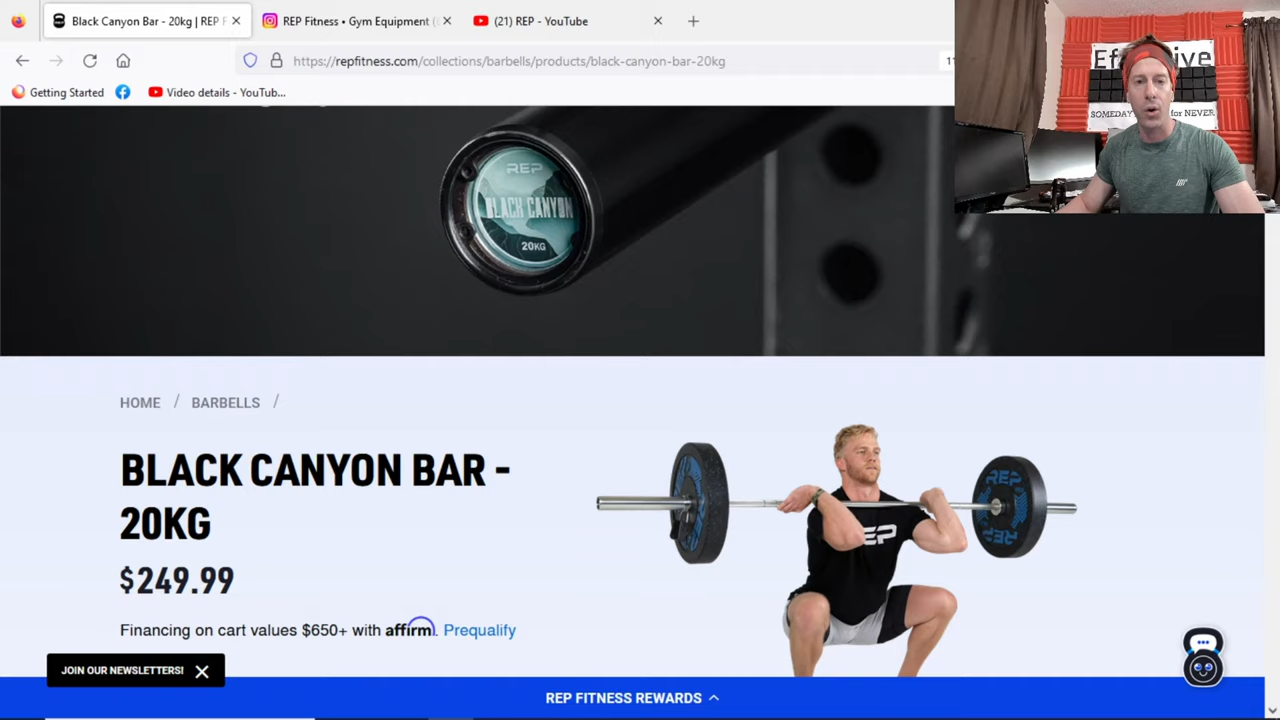 Black Canyon Bar - 20kg | REP F
REP Fitness • Gym Equipment (
(21) REP - YouTube
https://repfitness.com/collections/barbells/products/black-canyon-bar-20kg
Getting Started
Video details - YouTub...
SOMEDAY
for NEVER
REP
BLACK CANYON
20KG
HOME / BARBELLS /
BLACK CANYON BAR -
20KG
$249.99
REP
REP
REP
Financing on cart values $650+ with affirm. Prequalify
JOIN OUR NEWSLETTERS!
REP FITNESS REWARDS